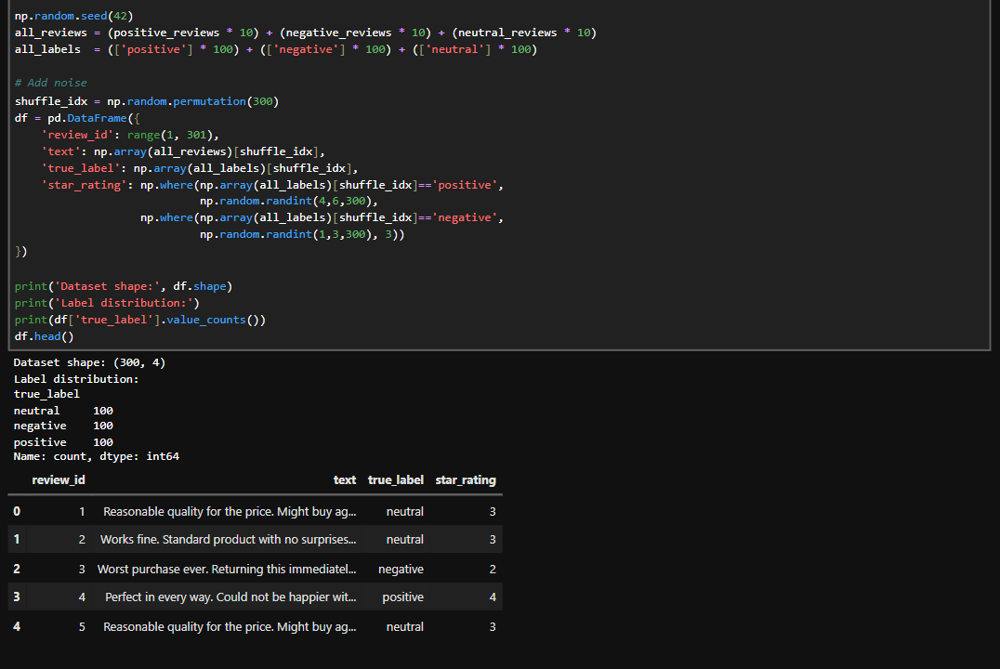 np.random.seed(42)
all_reviews = (positive_reviews * 10) + (negative_reviews * 10) + (neutral_reviews * 10)
all_labels  = (['positive'] * 100) + (['negative'] * 100) + (['neutral'] * 100)
# Add noise
shuffle_idx = np.random.permutation(300)
df = pd.DataFrame({
    'review_id': range(1, 301),
    'text': np.array(all_reviews)[shuffle_idx],
    'true_label': np.array(all_labels)[shuffle_idx],
    'star_rating': np.where(np.array(all_labels)[shuffle_idx]=='positive',
                            np.random.randint(4,6,300),
                   np.where(np.array(all_labels)[shuffle_idx]=='negative',
                            np.random.randint(1,3,300), 3))
})
print('Dataset shape:', df.shape)
print('Label distribution:')
print(df['true_label'].value_counts())
df.head()
Dataset shape: (300, 4)
Label distribution:
true_label
neutral     100
negative    100
positive    100
Name: count, dtype: int64
review_id text true_label star_rating
0 1 Reasonable quality for the price. Might buy ag... neutral 3
1 2 Works fine. Standard product with no surprises... neutral 3
2 3 Worst purchase ever. Returning this immediatel... negative 2
3 4 Perfect in every way. Could not be happier wit... positive 4
4 5 Reasonable quality for the price. Might buy ag... neutral 3